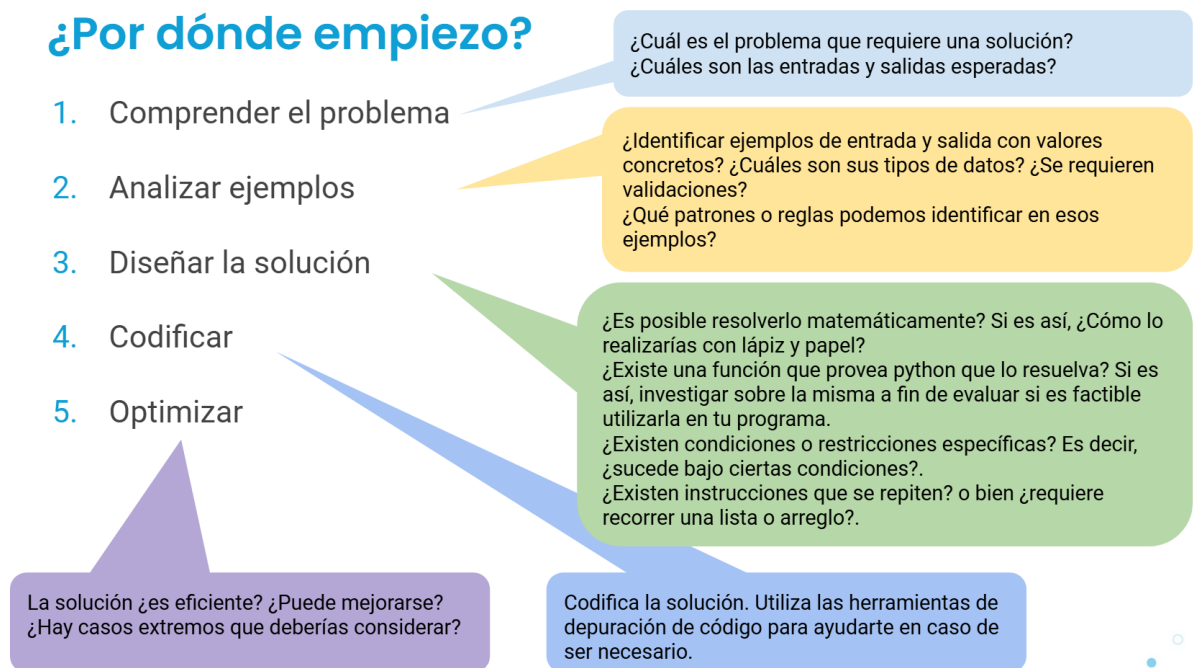 ¿Por dónde empiezo?
1. Comprender el problema
2. Analizar ejemplos
3. Diseñar la solución
4. Codificar
5. Optimizar
¿Cuál es el problema que requiere una solución?
¿Cuáles son las entradas y salidas esperadas?
¿Identificar ejemplos de entrada y salida con valores
concretos? ¿Cuáles son sus tipos de datos? ¿Se requieren
validaciones?
¿Qué patrones o reglas podemos identificar en esos
ejemplos?
¿Es posible resolverlo matemáticamente? Si es así, ¿Cómo lo
realizarías con lápiz y papel?
¿Existe una función que provea python que lo resuelva? Si es
así, investigar sobre la misma a fin de evaluar si es factible
utilizarla en tu programa.
¿Existen condiciones o restricciones específicas? Es decir,
¿sucede bajo ciertas condiciones?.
¿Existen instrucciones que se repiten? o bien ¿requiere
recorrer una lista o arreglo?.
Codifica la solución. Utiliza las herramientas de
depuración de código para ayudarte en caso de
ser necesario.
La solución ¿es eficiente? ¿Puede mejorarse?
¿Hay casos extremos que deberías considerar?